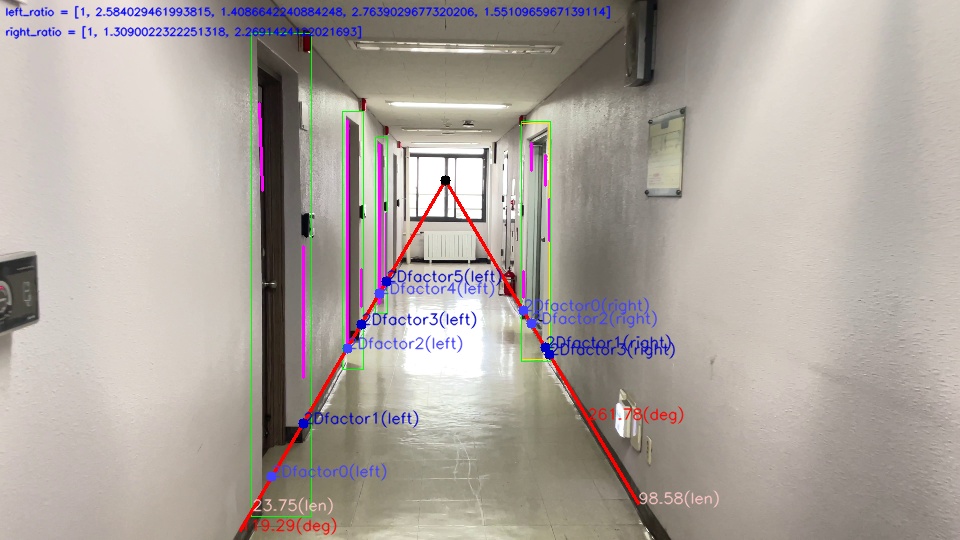 left_ratio = [1, 2.584029461993815, 1.4086642240884248, 2.7639029677320206, 1.5510965967139114]
right_ratio = [1, 1.3090022322251318, 2.2691424122021693]
2Dfactor5(left)
2Dfactor4(left)
2Dfactor0(right)
2Dfactor3(left)
2Dfactor2(right)
2Dfactor2(left)
2Dfactor1(right)
2Dfactor3(right)
2Dfactor1(left)
261.78(deg)
2Dfactor0(left)
98.58(len)
23.75(len)
79.29(deg)